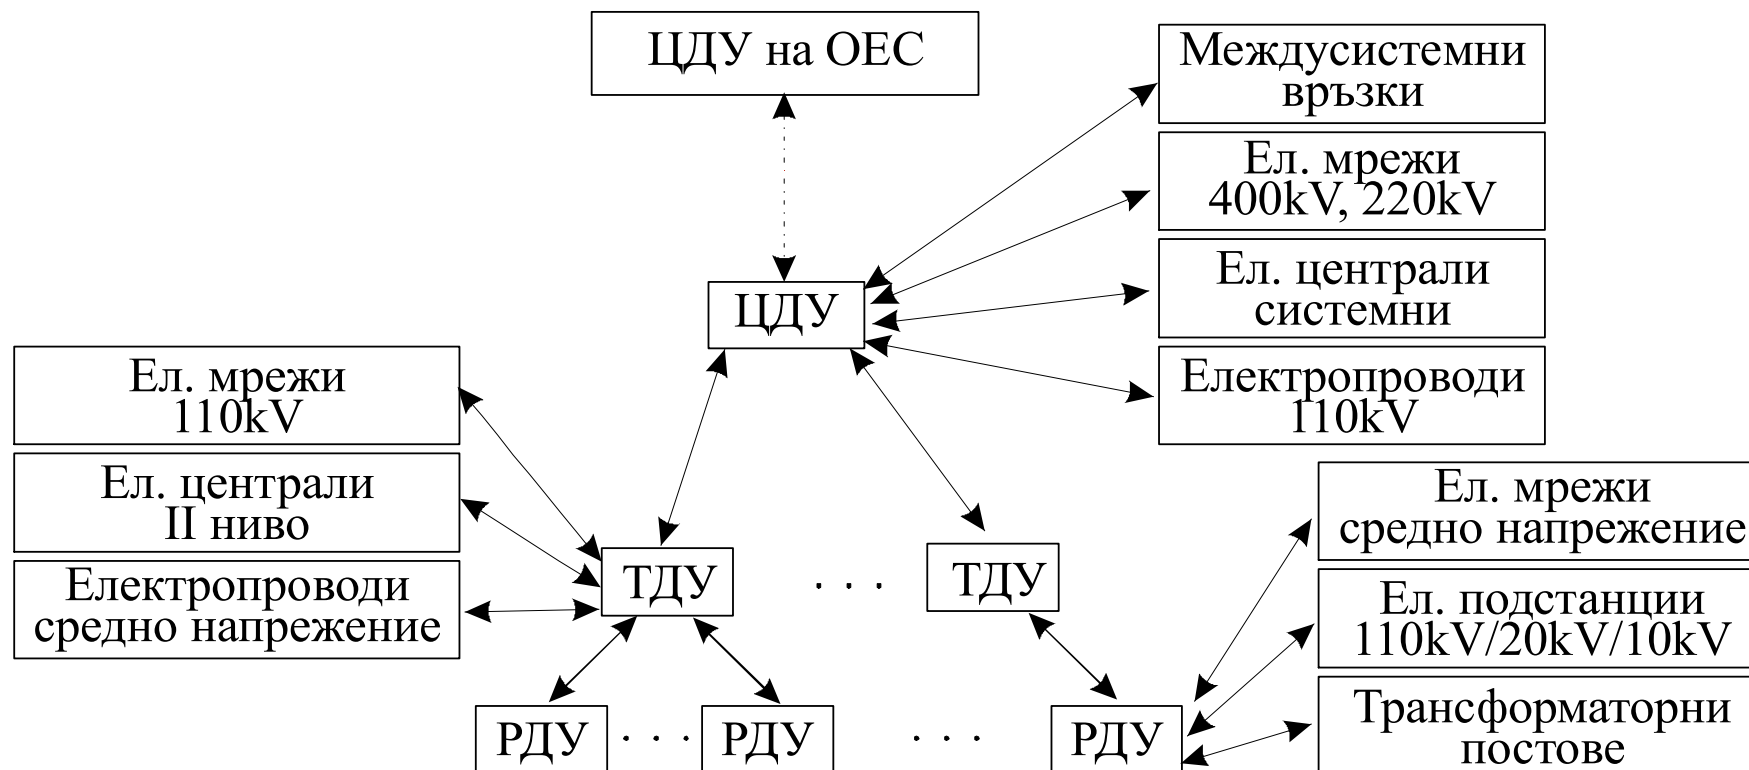 ЦДУ на ОЕС
Междусистемни
връзки
Ел. мрежи
400kV, 220kV
Ел. централи
системни
ЦДУ
Електропроводи
110kV
Ел. мрежи
110kV
Ел. централи
II ниво
Електропроводи
средно напрежение
ТДУ
. . .
ТДУ
Ел. мрежи
средно напрежение
Ел. подстанции
110kV/20kV/10kV
Трансформаторни
постове
РДУ
. . .
РДУ
. . .
РДУ